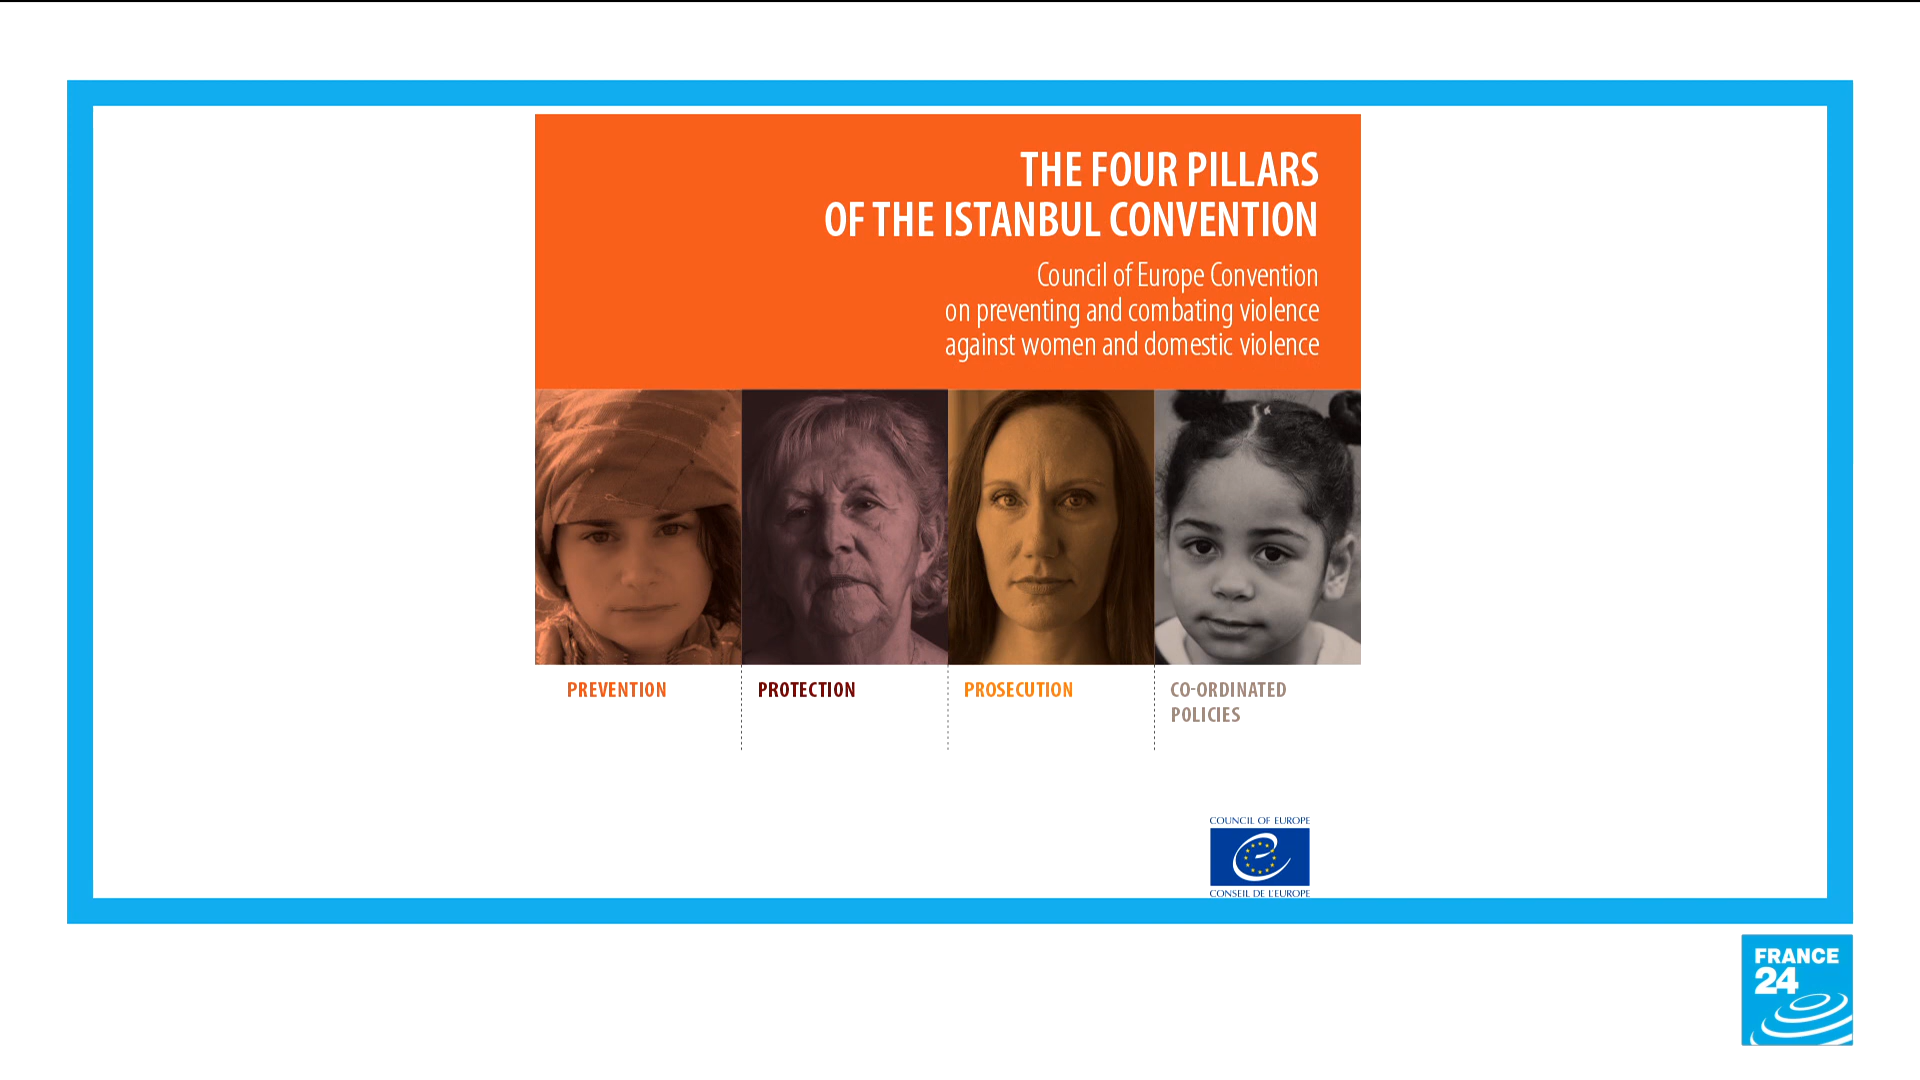 THE FOUR PILLARS
OF THE ISTANBUL CONVENTION
Council of Europe Convention
on preventing and combating violence
against women and domestic violence
PREVENTION
PROTECTION
PROSECUTION
CO-ORDINATED
POLICIES
COUNCIL OF EUROPE
CONSEIL DE L'EUROPE
FRANCE
24